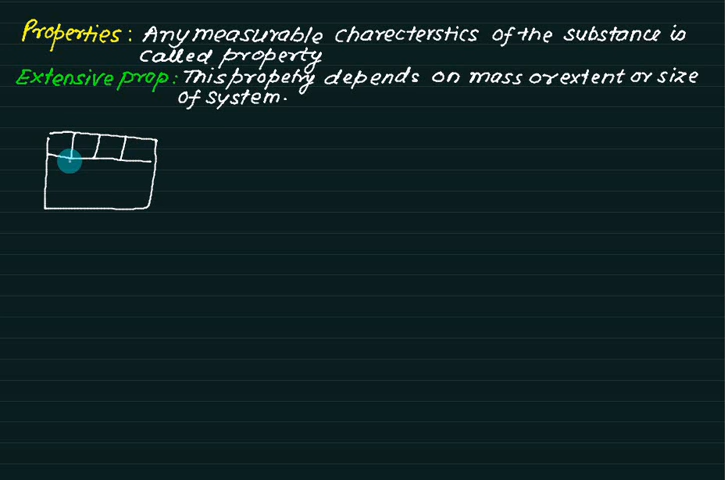 Properties : Any measurable charecterstics of the substance is
called property
Extensive prop : This property depends on mass or extent or size
of system.